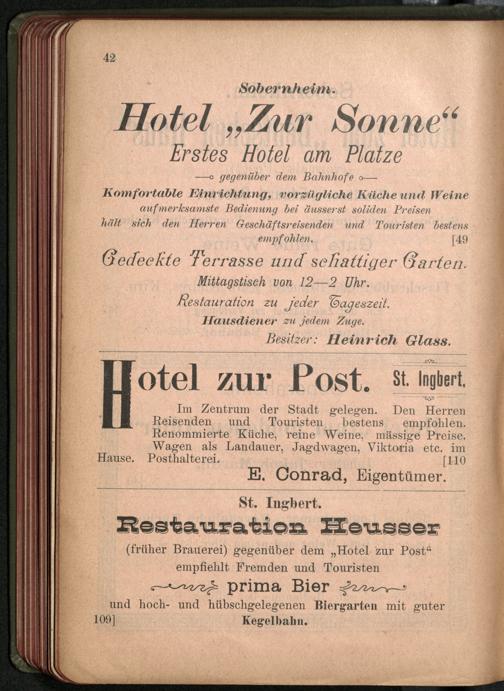 42
Sobernheim.
Hotel „Zur Sonne“
Erstes Hotel am Platze
gegenüber dem Bahnhofe
Komfortable Einrichtung, vorzügliche Küche und Weine
aufmerksamste Bedienung bei äusserst soliden Preisen
hält sich den Herren Geschäftsreisenden und Touristen bestens
empfohlen. [49
Gedeckte Terrasse und schattiger Garten.
Mittagstisch von 12—2 Uhr.
Restauration zu jeder Tageszeit.
Hausdiener zu jedem Zuge.
Besitzer: Heinrich Glass.
Hotel zur Post. St. Ingbert.
Im Zentrum der Stadt gelegen. Den Herren
Reisenden und Touristen bestens empfohlen.
Renommierte Küche, reine Weine, mässige Preise.
Wagen als Landauer, Jagdwagen, Viktoria etc. im
Hause. Posthalterei. [110
E. Conrad, Eigentümer.
St. Ingbert.
Restauration Heusser
(früher Brauerei) gegenüber dem „Hotel zur Post“
empfiehlt Fremden und Touristen
prima Bier
und hoch- und hübschgelegenen Biergarten mit guter
109] Kegelbahn.